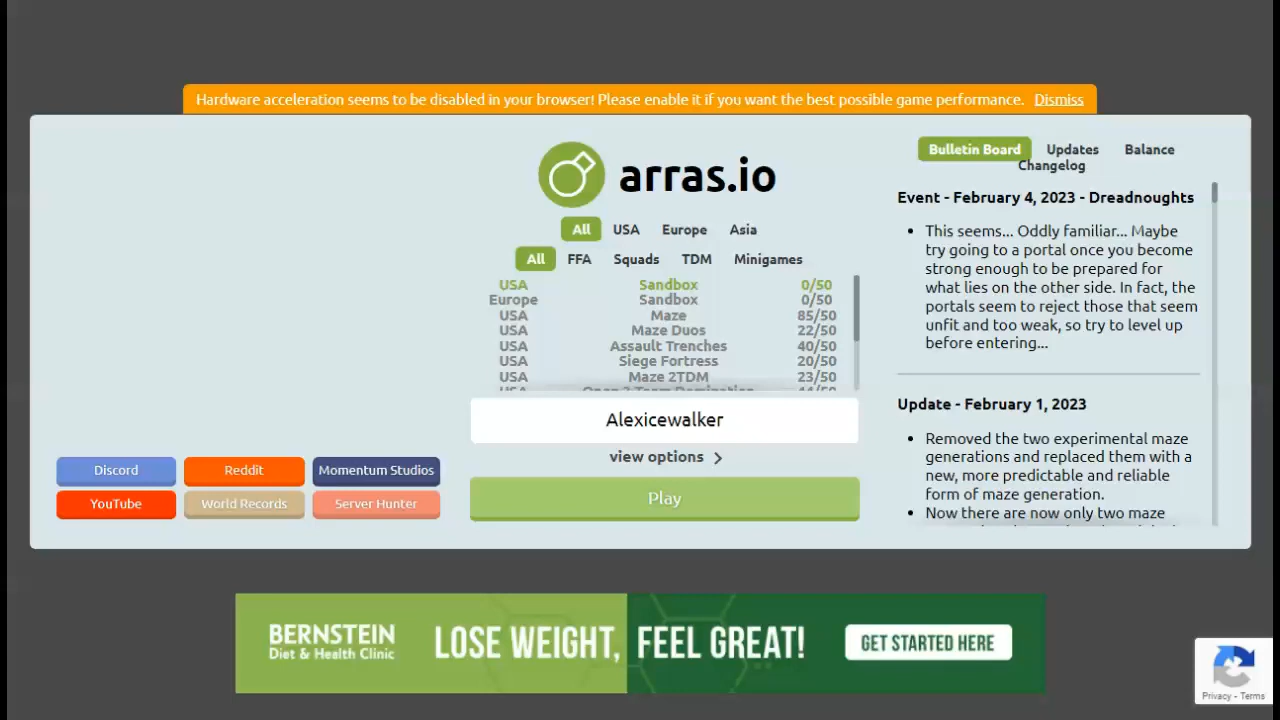 Hardware acceleration seems to be disabled in your browser! Please enable it if you want the best possible game performance. Dismiss
arras.io
All USA Europe Asia
All FFA Squads TDM Minigames
USA Sandbox 0/50
Europe Sandbox 0/50
USA Maze 85/50
USA Maze Duos 22/50
USA Assault Trenches 40/50
USA Siege Fortress 20/50
USA Maze 2TDM 23/50
Alexicewalker
view options
Play
Discord Reddit Momentum Studios
YouTube World Records Server Hunter
Bulletin Board Updates Balance
Changelog
Event - February 4, 2023 - Dreadnoughts
• This seems... Oddly familiar... Maybe
try going to a portal once you become
strong enough to be prepared for
what lies on the other side. In fact, the
portals seem to reject those that seem
unfit and too weak, so try to level up
before entering...
Update - February 1, 2023
• Removed the two experimental maze
generations and replaced them with a
new, more predictable and reliable
form of maze generation.
• Now there are now only two maze
BERNSTEIN
Diet & Health Clinic
LOSE WEIGHT, FEEL GREAT!
GET STARTED HERE
Privacy - Terms